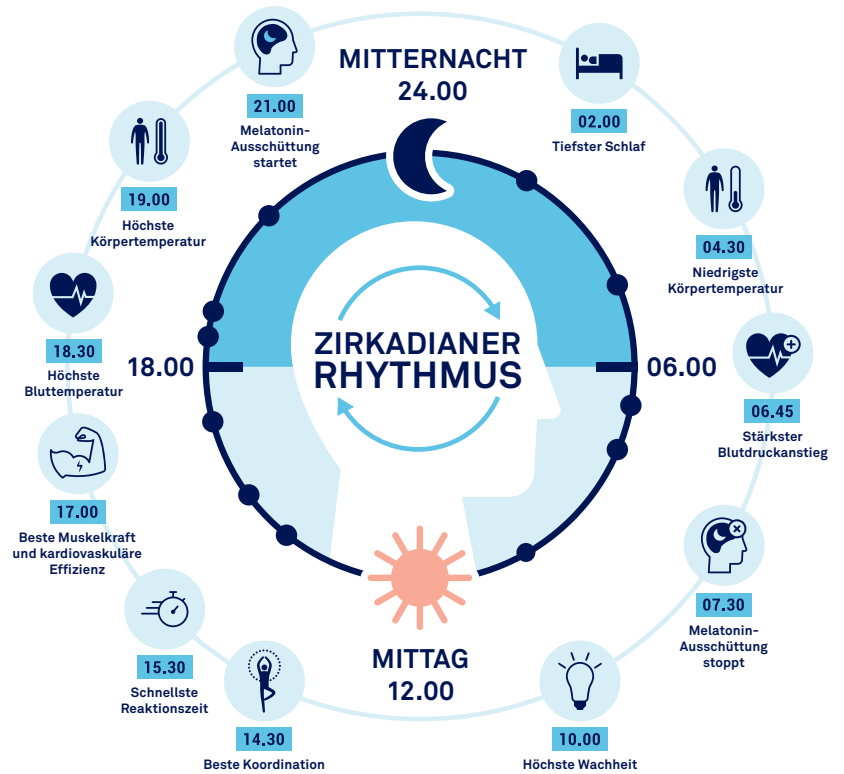 MITTERNACHT
24.00
02.00
Tiefster Schlaf
04.30
Niedrigste
Körpertemperatur
06.00
06.45
Stärkster
Blutdruckanstieg
07.30
Melatonin-
Ausschüttung
stoppt
10.00
Höchste Wachheit
MITTAG
12.00
14.30
Beste Koordination
15.30
Schnellste
Reaktionszeit
17.00
Beste Muskelkraft
und kardiovaskuläre
Effizienz
18.00
18.30
Höchste
Bluttemperatur
19.00
Höchste
Körpertemperatur
21.00
Melatonin-
Ausschüttung
startet
ZIRKADIANER
RHYTHMUS